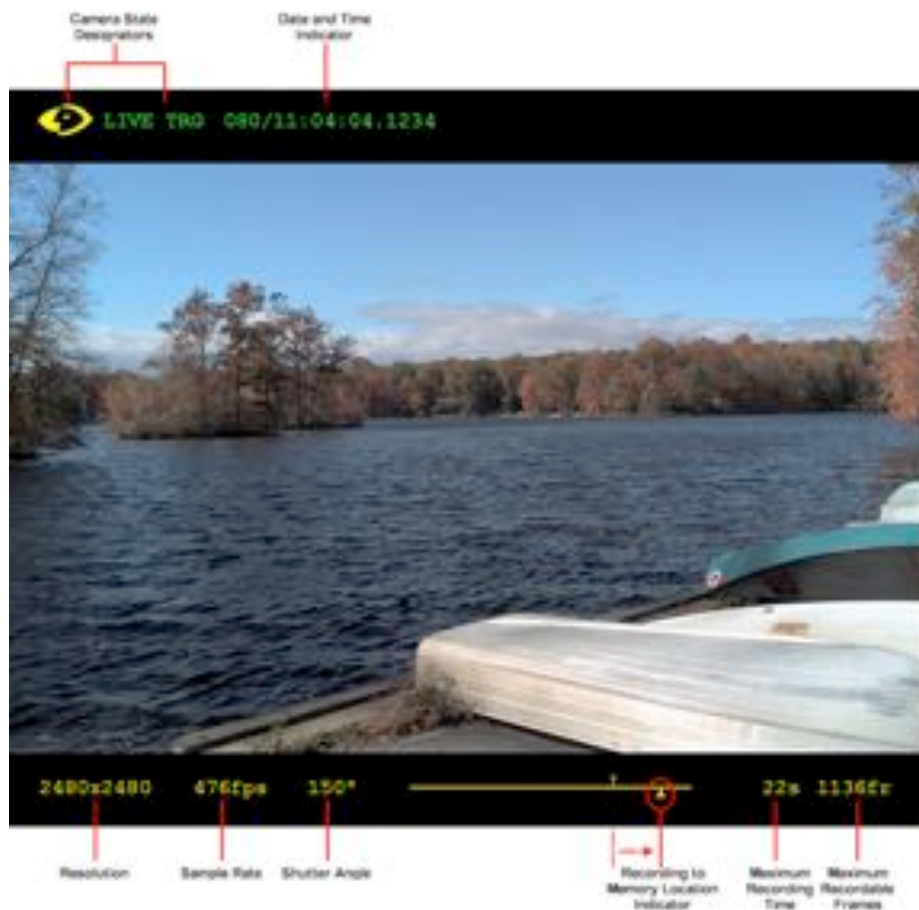 Camera State
Designators
Date and Time
Indicator
LIVE TRG 080/11:04:04.1234
2480x2480 476fps 150° 22s 1136fr
Resolution
Sample Rate
Shutter Angle
Recording to
Memory Location
Indicator
Maximum
Recording
Time
Maximum
Recordable
Frames